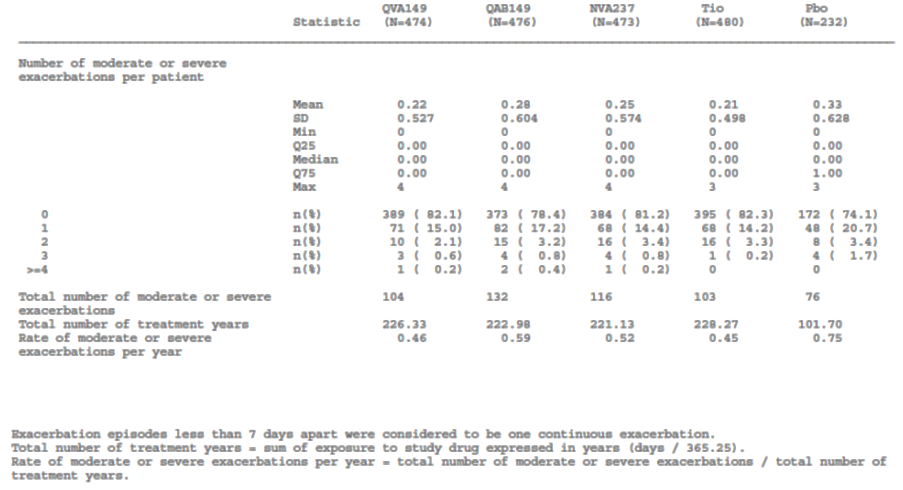 QVA149 QAB149 NVA237 Tio Pbo
Statistic (N=474) (N=476) (N=473) (N=480) (N=232)
Number of moderate or severe
exacerbations per patient
Mean 0.22 0.28 0.25 0.21 0.33
SD 0.527 0.604 0.574 0.498 0.628
Min 0 0 0 0 0
Q25 0.00 0.00 0.00 0.00 0.00
Median 0.00 0.00 0.00 0.00 0.00
Q75 0.00 0.00 0.00 0.00 1.00
Max 4 4 4 3 3
0 n(%) 389 ( 82.1) 373 ( 78.4) 384 ( 81.2) 395 ( 82.3) 172 ( 74.1)
1 n(%) 71 ( 15.0) 82 ( 17.2) 68 ( 14.4) 68 ( 14.2) 48 ( 20.7)
2 n(%) 10 ( 2.1) 15 ( 3.2) 16 ( 3.4) 16 ( 3.3) 8 ( 3.4)
3 n(%) 3 ( 0.6) 4 ( 0.8) 4 ( 0.8) 1 ( 0.2) 4 ( 1.7)
>=4 n(%) 1 ( 0.2) 2 ( 0.4) 1 ( 0.2) 0 0
Total number of moderate or severe 104 132 116 103 76
exacerbations
Total number of treatment years 226.33 222.98 221.13 228.27 101.70
Rate of moderate or severe 0.46 0.59 0.52 0.45 0.75
exacerbations per year
Exacerbation episodes less than 7 days apart were considered to be one continuous exacerbation.
Total number of treatment years = sum of exposure to study drug expressed in years (days / 365.25).
Rate of moderate or severe exacerbations per year = total number of moderate or severe exacerbations / total number of
treatment years.